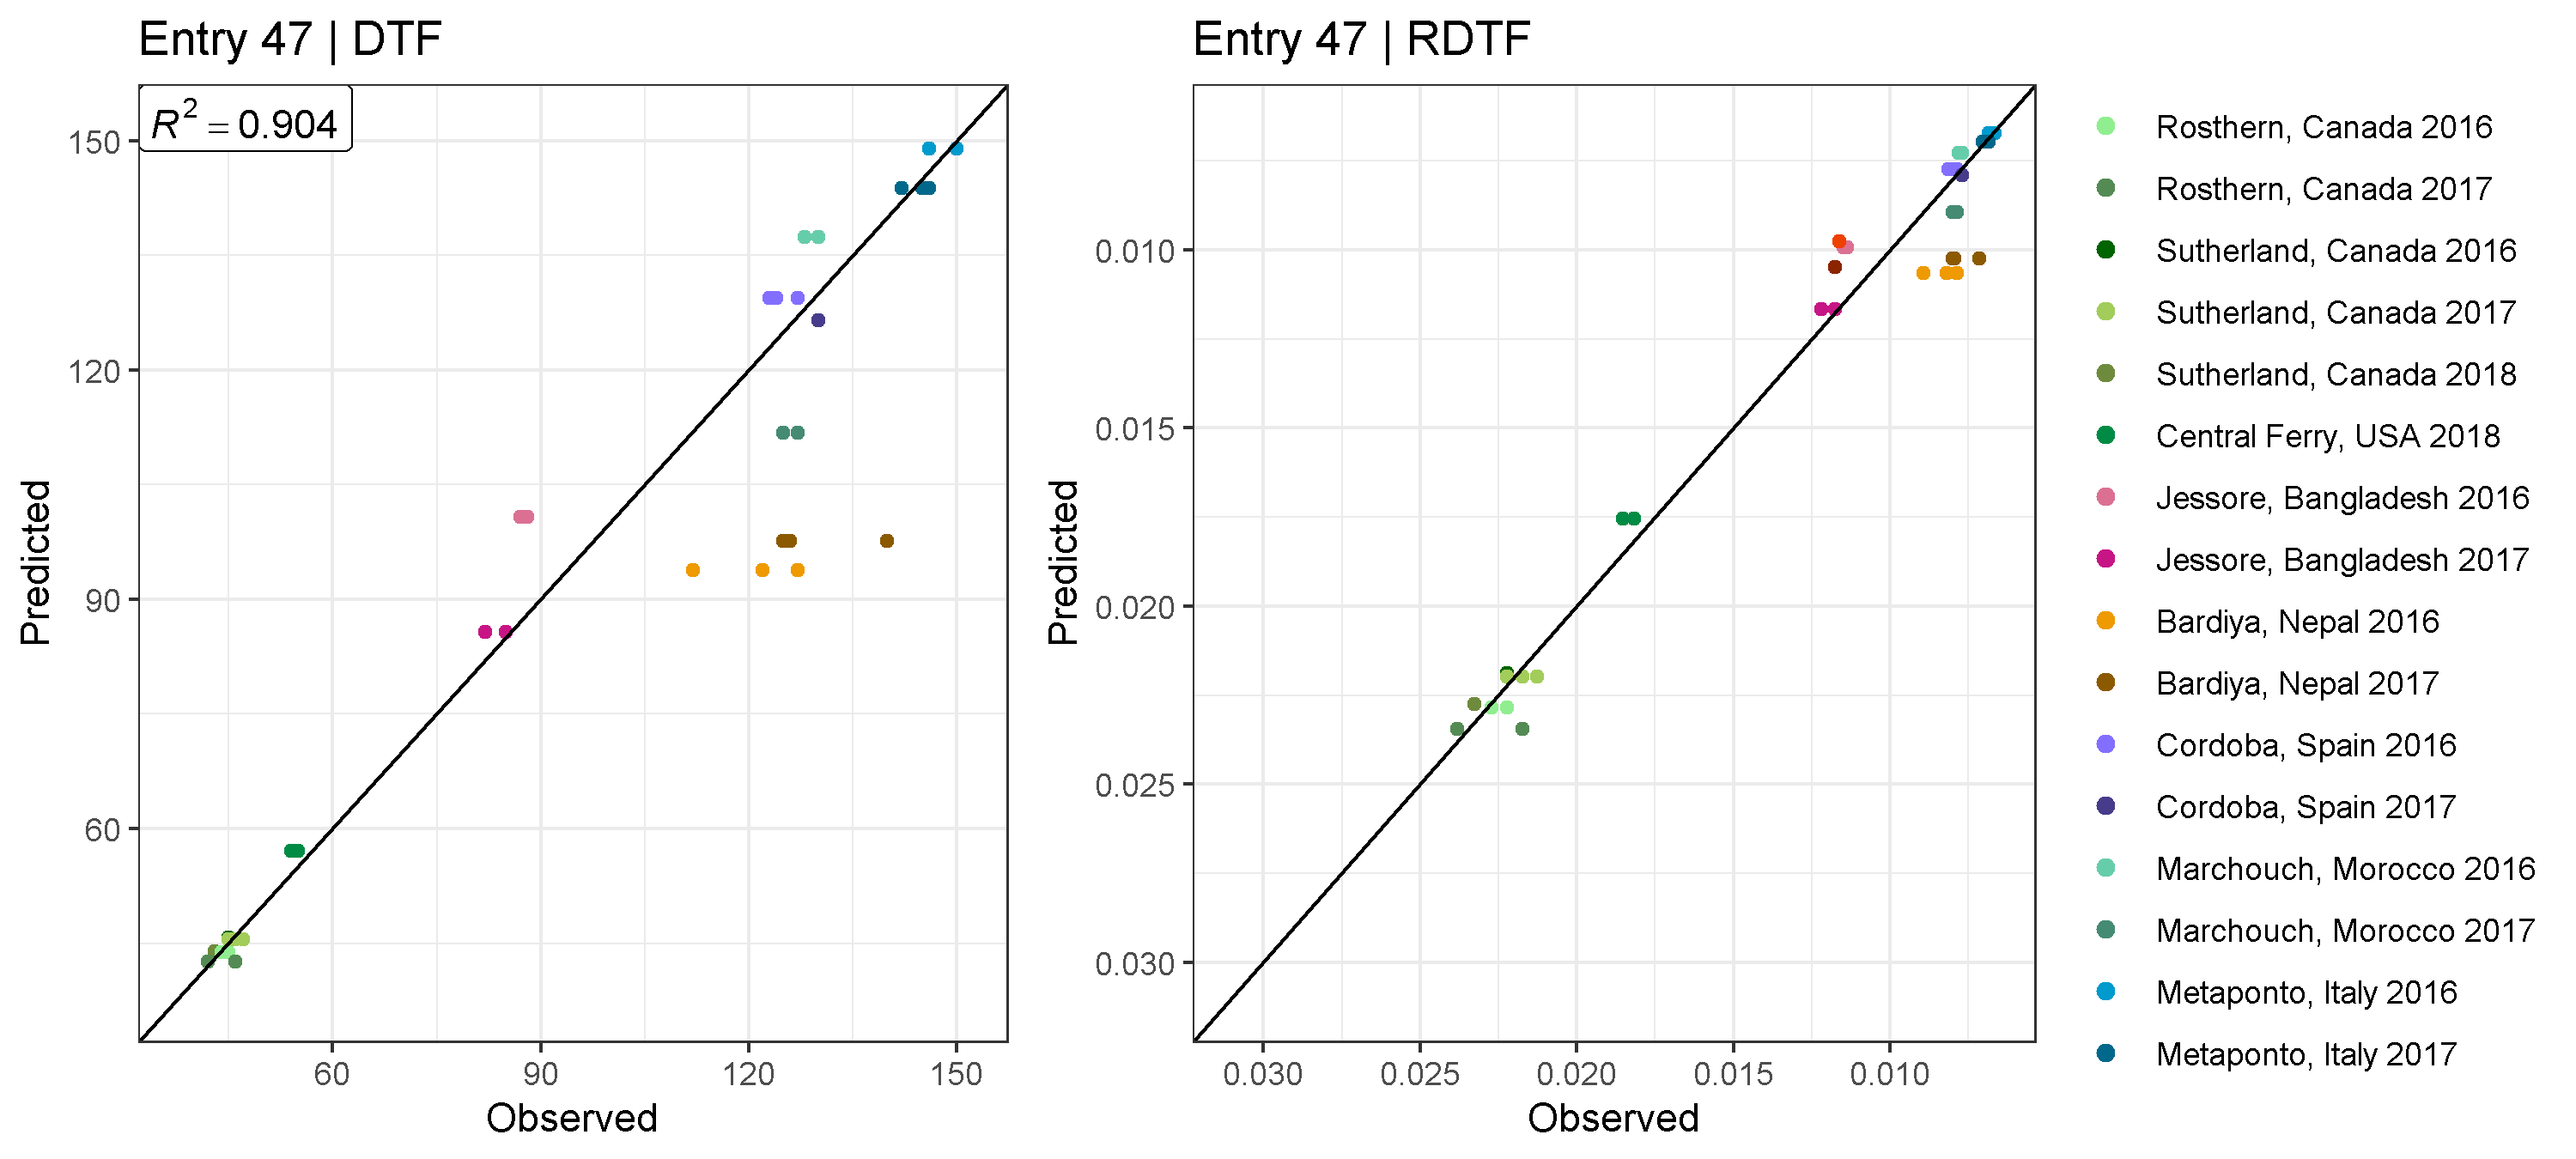 Entry 47 | DTF
R² = 0.904
150
120
90
60
60 90 120 150
Observed
Predicted
Entry 47 | RDTF
0.010
0.015
0.020
0.025
0.030
0.030 0.025 0.020 0.015 0.010
Observed
Predicted
Rosthern, Canada 2016
Rosthern, Canada 2017
Sutherland, Canada 2016
Sutherland, Canada 2017
Sutherland, Canada 2018
Central Ferry, USA 2018
Jessore, Bangladesh 2016
Jessore, Bangladesh 2017
Bardiya, Nepal 2016
Bardiya, Nepal 2017
Cordoba, Spain 2016
Cordoba, Spain 2017
Marchouch, Morocco 2016
Marchouch, Morocco 2017
Metaponto, Italy 2016
Metaponto, Italy 2017